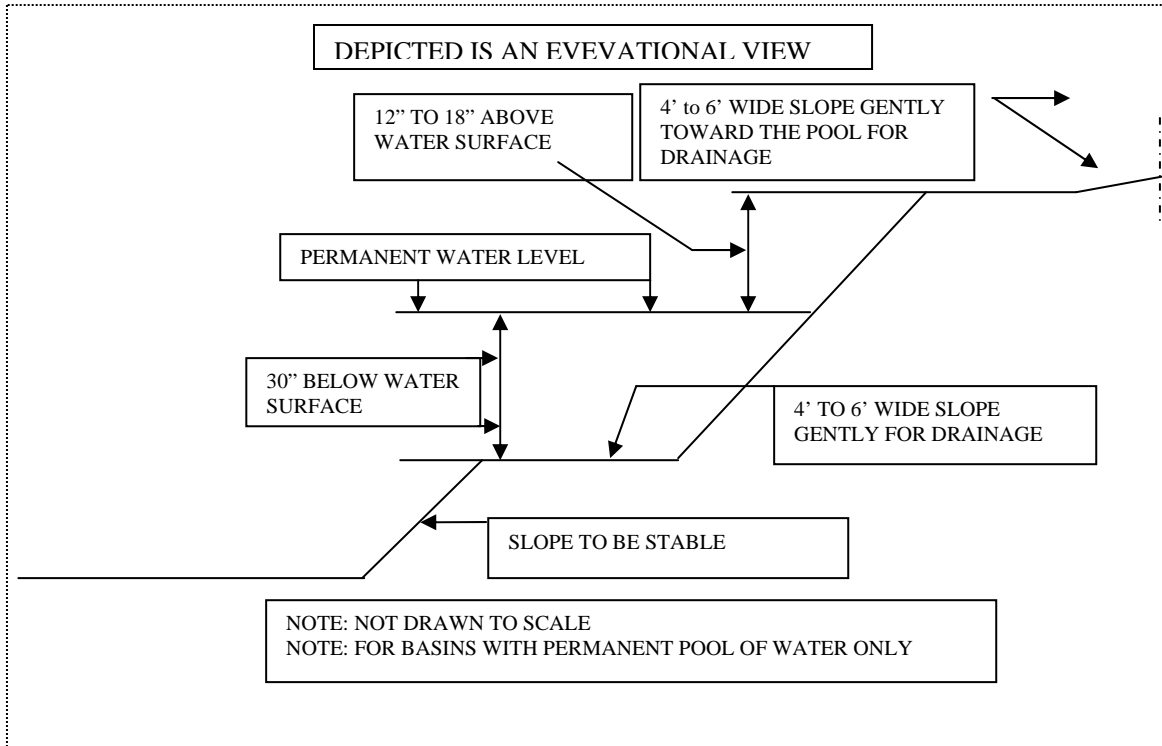 DEPICTED IS AN EVEVATIONAL VIEW
12” TO 18” ABOVE
WATER SURFACE
4’ to 6’ WIDE SLOPE GENTLY
TOWARD THE POOL FOR
DRAINAGE
PERMANENT WATER LEVEL
30” BELOW WATER
SURFACE
4’ TO 6’ WIDE SLOPE
GENTLY FOR DRAINAGE
SLOPE TO BE STABLE
NOTE: NOT DRAWN TO SCALE
NOTE: FOR BASINS WITH PERMANENT POOL OF WATER ONLY